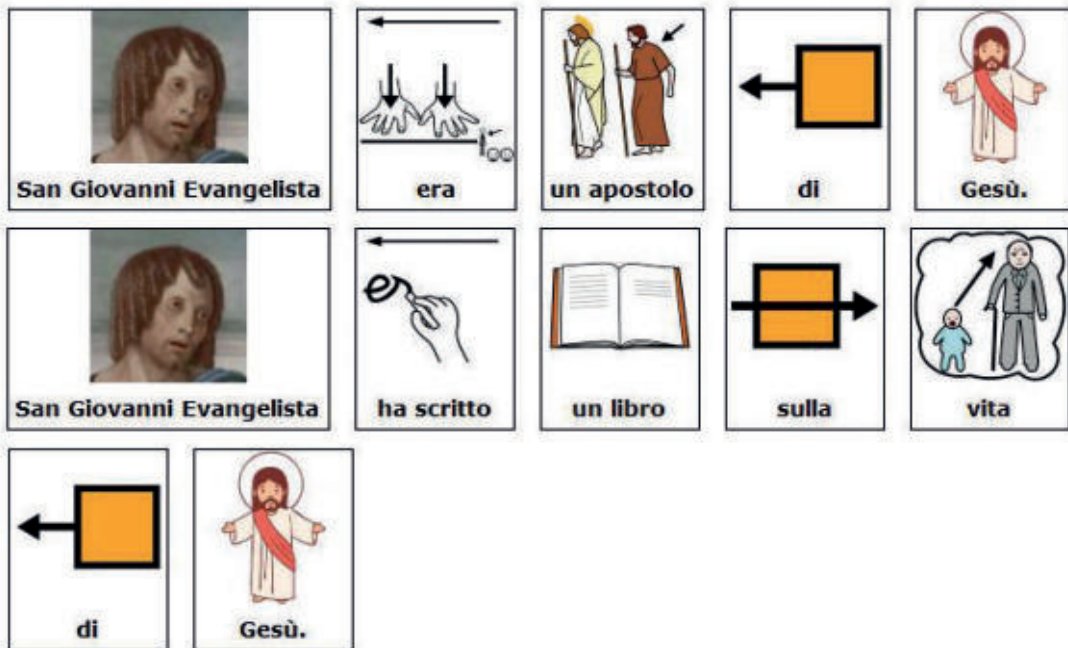 San Giovanni Evangelista era un apostolo di Gesù.
San Giovanni Evangelista ha scritto un libro sulla vita
di Gesù.